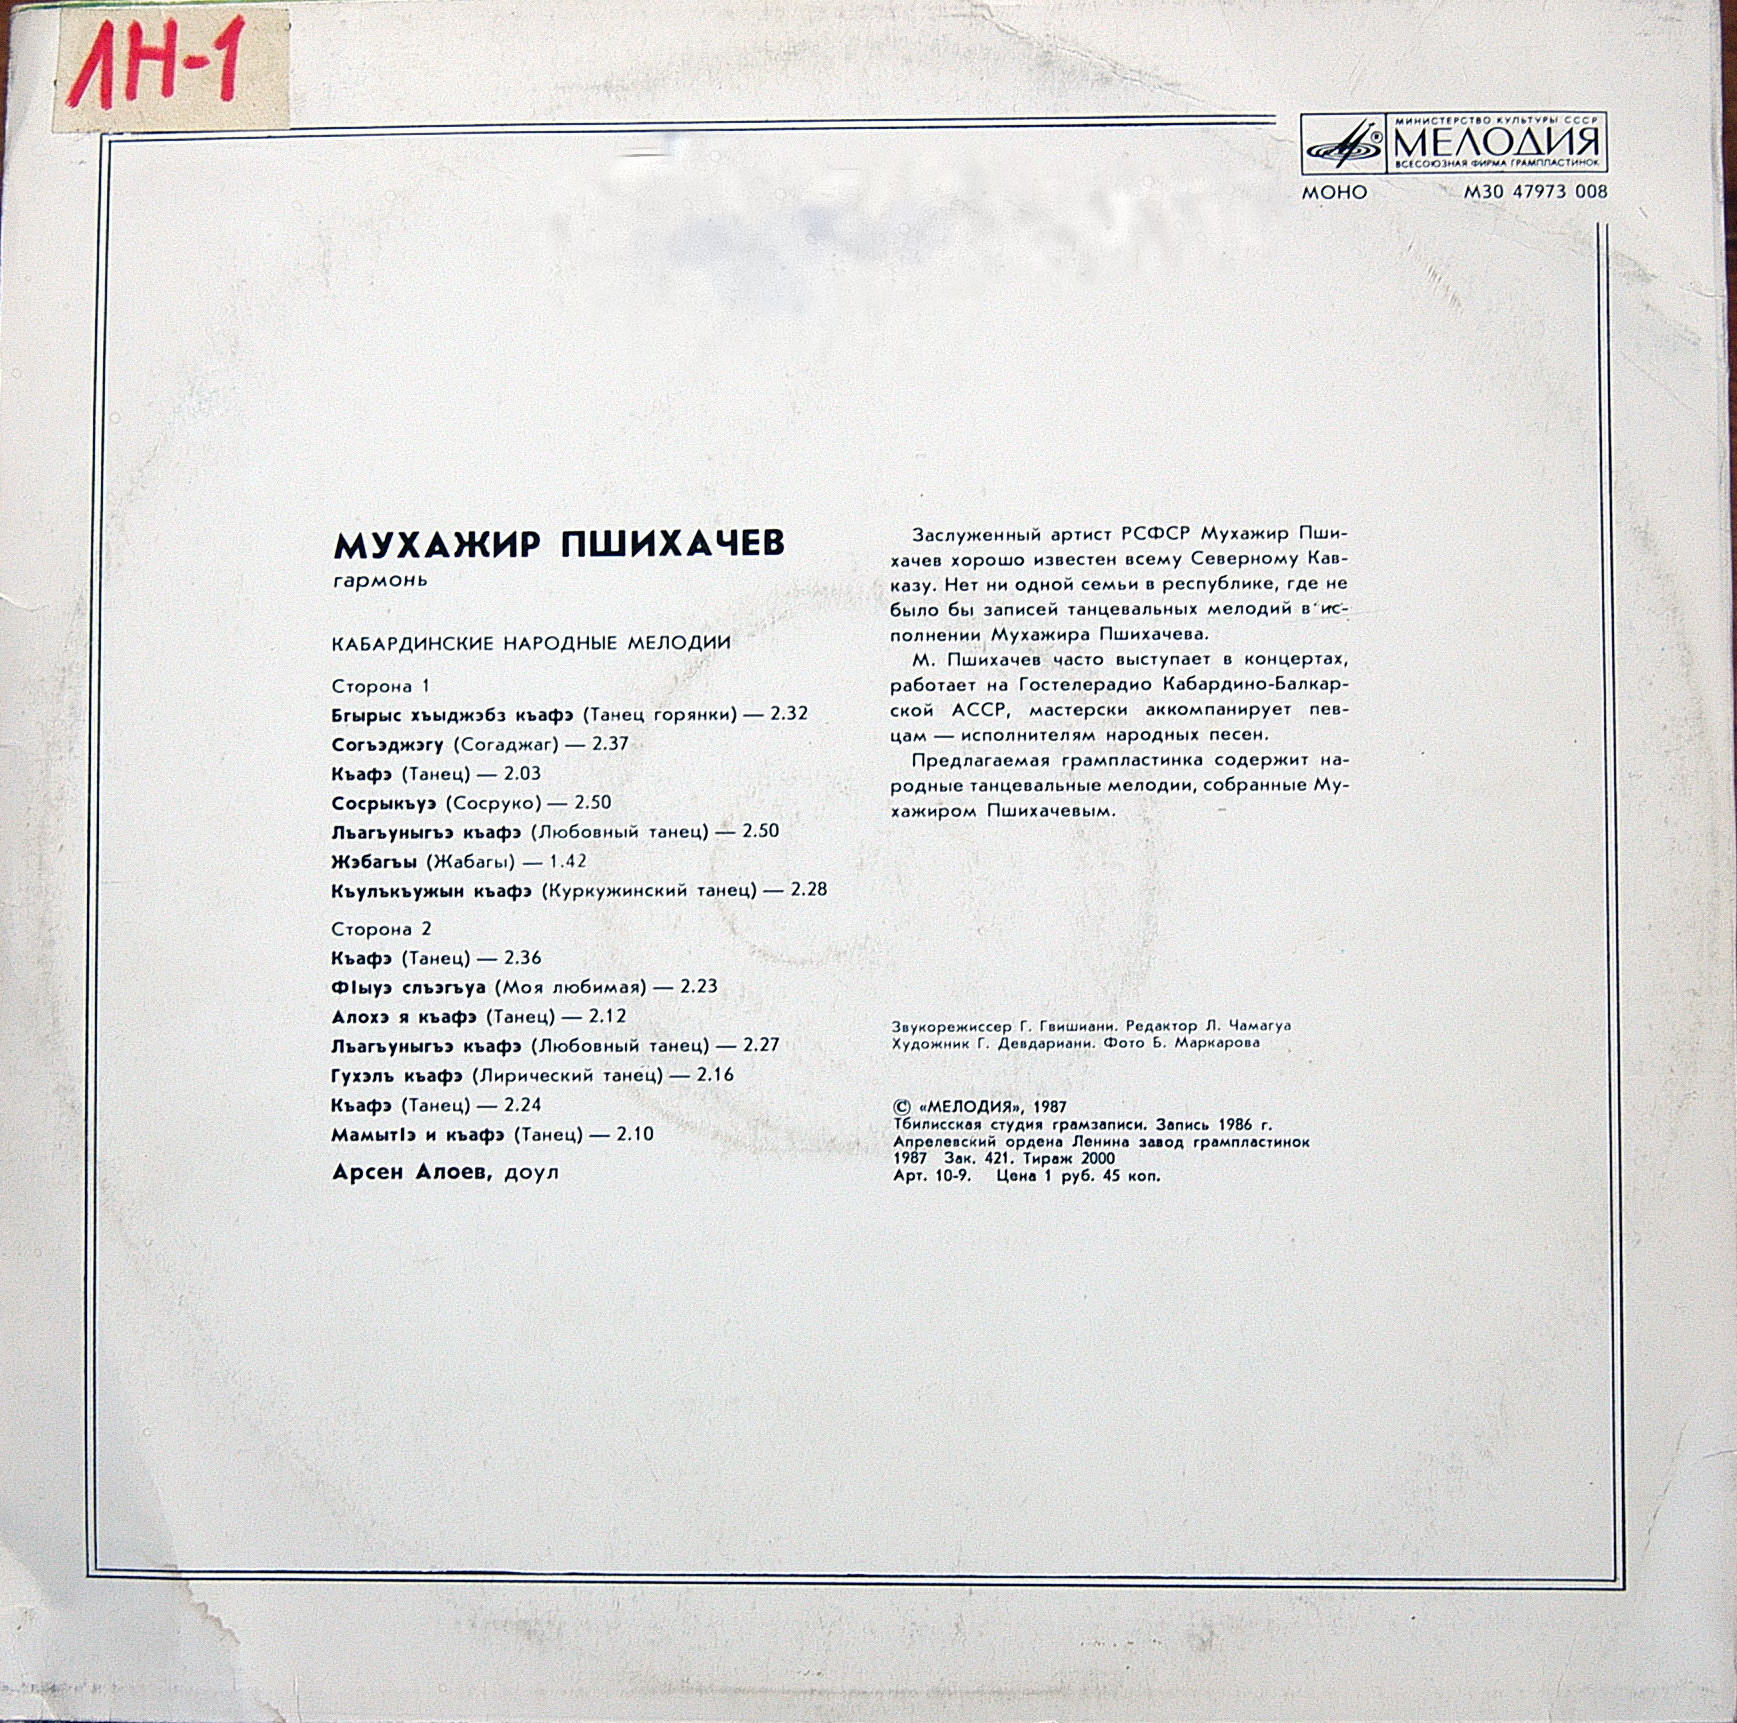 ЛН-1
МИНИСТЕРСТВО КУЛЬТУРЫ СССР
МЕЛОДИЯ
ВСЕСОЮЗНАЯ ФИРМА ГРАМПЛАСТИНОК
МОНО М30 47973 008
МУХАЖИР ПШИХАЧЕВ
гармонь
КАБАРДИНСКИЕ НАРОДНЫЕ МЕЛОДИИ
Сторона 1
Бгырыс хъыджэбз къафэ (Танец горянки) — 2.32
Согъэджэгу (Согаджаг) — 2.37
Къафэ (Танец) — 2.03
Сосрыкъуэ (Сосруко) — 2.50
Лъагъуныгъэ къафэ (Любовный танец) — 2.50
Жэбагъы (Жабагы) — 1.42
Къулъкъужын къафэ (Куркужинский танец) — 2.28
Сторона 2
Къафэ (Танец) — 2.36
ФIыуэ слъэгъуа (Моя любимая) — 2.23
Алохэ я къафэ (Танец) — 2.12
Лъагъуныгъэ къафэ (Любовный танец) — 2.27
Гухэлъ къафэ (Лирический танец) — 2.16
Къафэ (Танец) — 2.24
МамытIэ и къафэ (Танец) — 2.10
Арсен Алоев, доул
Заслуженный артист РСФСР Мухажир Пши-
хачев хорошо известен всему Северному Кав-
казу. Нет ни одной семьи в республике, где не
было бы записей танцевальных мелодий в ис-
полнении Мухажира Пшихачева.
М. Пшихачев часто выступает в концертах,
работает на Гостелерадио Кабардино-Балкар-
ской АССР, мастерски аккомпанирует пев-
цам — исполнителям народных песен.
Предлагаемая грампластинка содержит на-
родные танцевальные мелодии, собранные Му-
хажиром Пшихачевым.
Звукорежиссер Г. Гвишиани. Редактор Л. Чамагуа
Художник Г. Девдариани. Фото Б. Маркарова
© «МЕЛОДИЯ», 1987
Тбилисская студия грамзаписи. Запись 1986 г.
Апрелевский ордена Ленина завод грампластинок
1987 Зак. 421. Тираж 2000
Арт. 10-9. Цена 1 руб. 45 коп.